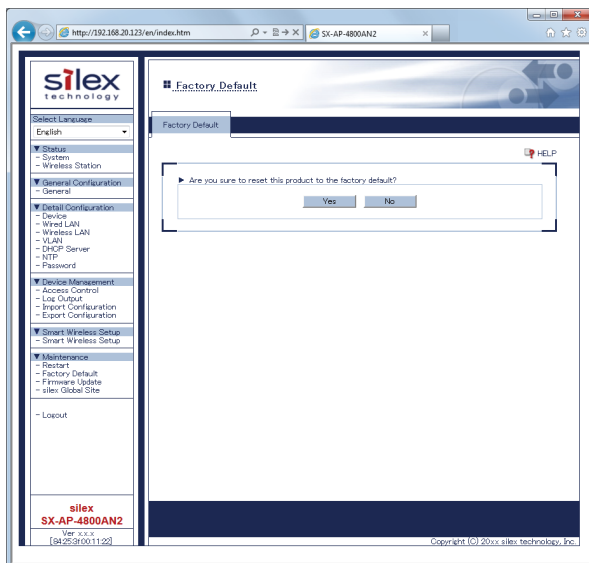 http://192.168.20.123/en/index.htm
SX-AP-4800AN2
silex
technology
Select Language
English
▼ Status
- System
- Wireless Station
▼ General Configuration
- General
▼ Detail Configuration
- Device
- Wired LAN
- Wireless LAN
- VLAN
- DHCP Server
- NTP
- Password
▼ Device Management
- Access Control
- Log Output
- Import Configuration
- Export Configuration
▼ Smart Wireless Setup
- Smart Wireless Setup
▼ Maintenance
- Restart
- Factory Default
- Firmware Update
- silex Global Site
- Logout
silex
SX-AP-4800AN2
Ver x.x.x
[84:25:3f:00:11:22]
Factory Default
Factory Default
HELP
Are you sure to reset this product to the factory default?
Yes No
Copyright (C) 20xx silex technology, Inc.